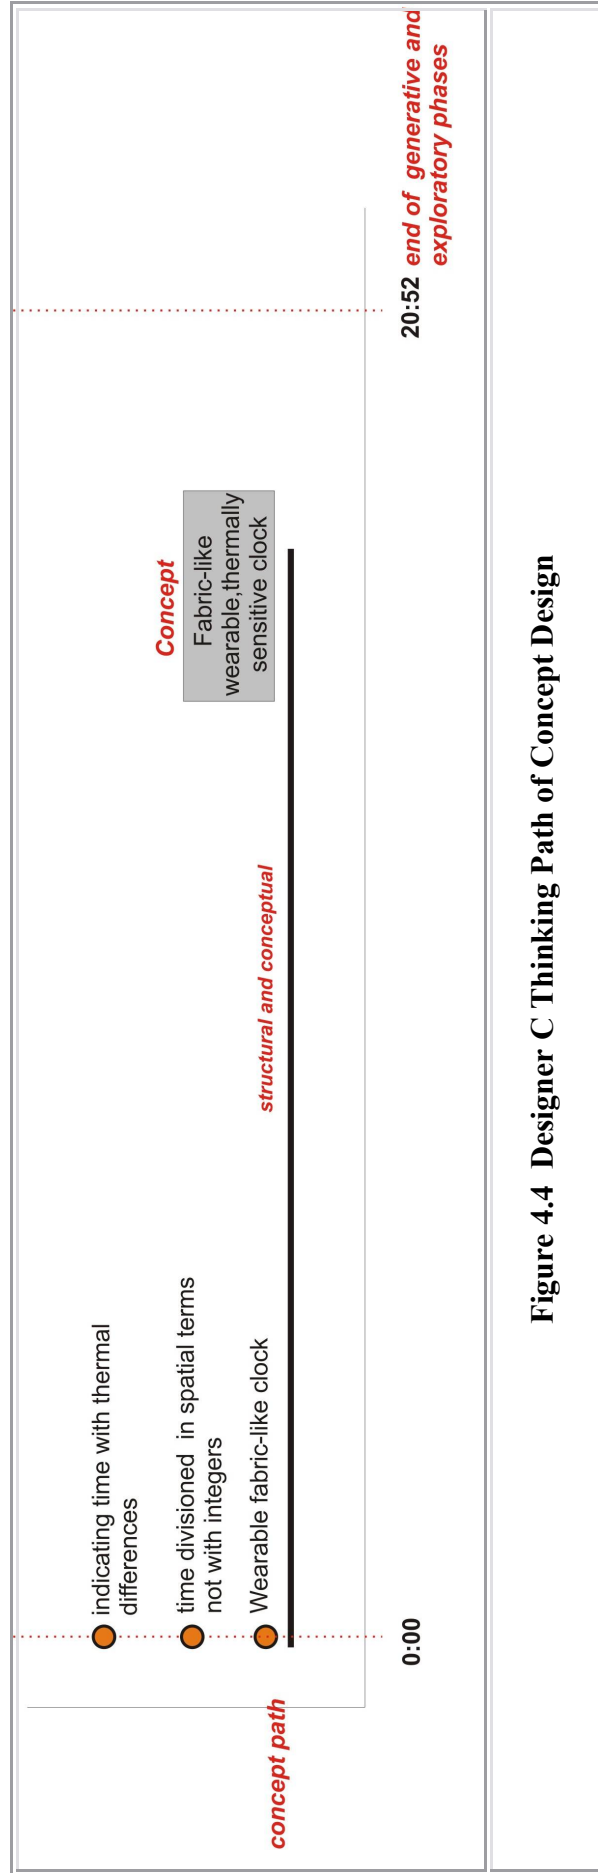 indicating time with thermal
differences
time divisioned in spatial terms
not with integers
Wearable fabric-like clock
concept path
structural and conceptual
Concept
Fabric-like
wearable,thermally
sensitive clock
0:00
20:52
end of generative and
exploratory phases
Figure 4.4 Designer C Thinking Path of Concept Design